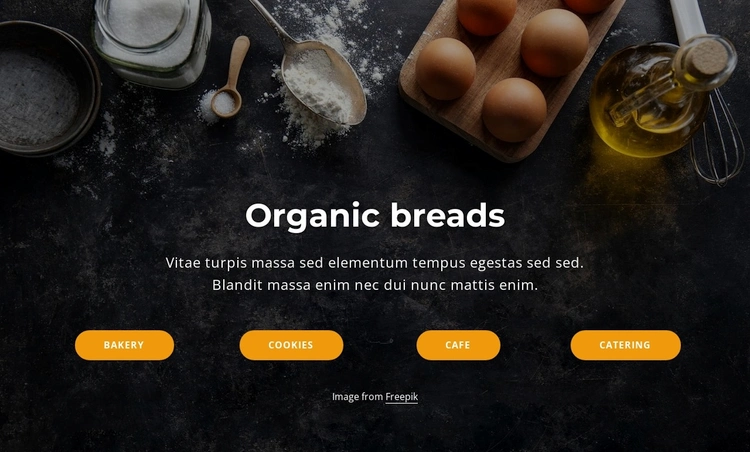 Organic breads
Vitae turpis massa sed elementum tempus egestas sed sed.
Blandit massa enim nec dui nunc mattis enim.
BAKERY
COOKIES
CAFE
CATERING
Image from Freepik